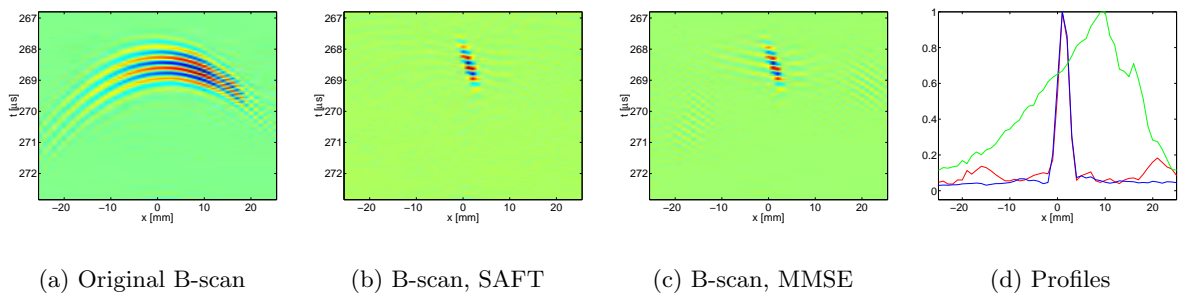 267
268
269
270
271
272
t [µs]
−20 −10 0 10 20
x [mm]
267
268
269
270
271
272
t [µs]
−20 −10 0 10 20
x [mm]
267
268
269
270
271
272
t [µs]
−20 −10 0 10 20
x [mm]
1
0.8
0.6
0.4
0.2
0
−20 −10 0 10 20
x [mm]
(a) Original B-scan
(b) B-scan, SAFT
(c) B-scan, MMSE
(d) Profiles